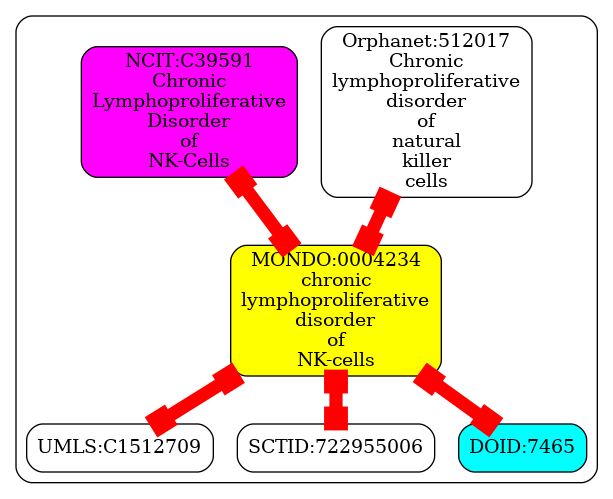 NCIT:C39591
Chronic
Lymphoproliferative
Disorder
of
NK-Cells
Orphanet:512017
Chronic
lymphoproliferative
disorder
of
natural
killer
cells
MONDO:0004234
chronic
lymphoproliferative
disorder
of
NK-cells
UMLS:C1512709
SCTID:722955006
DOID:7465